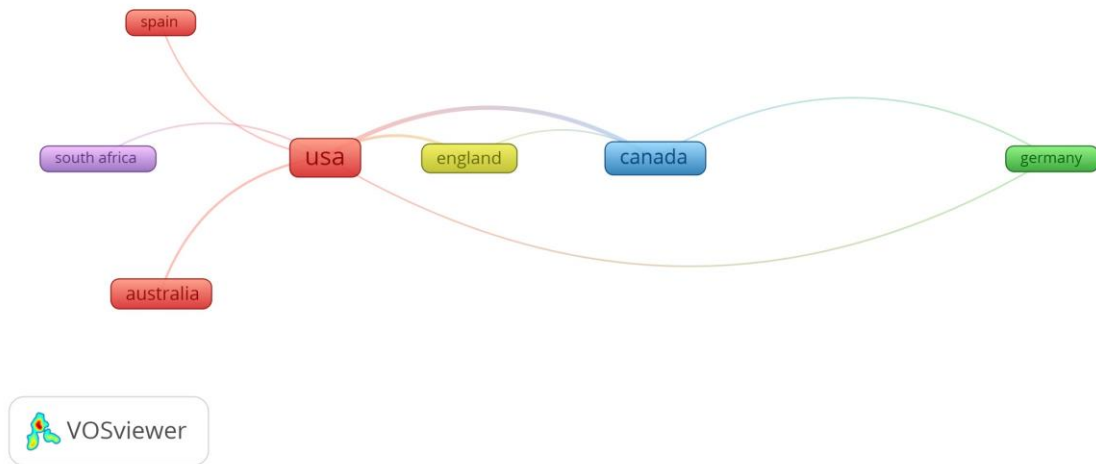 spain
south africa
usa
england
canada
germany
australia
VOSviewer